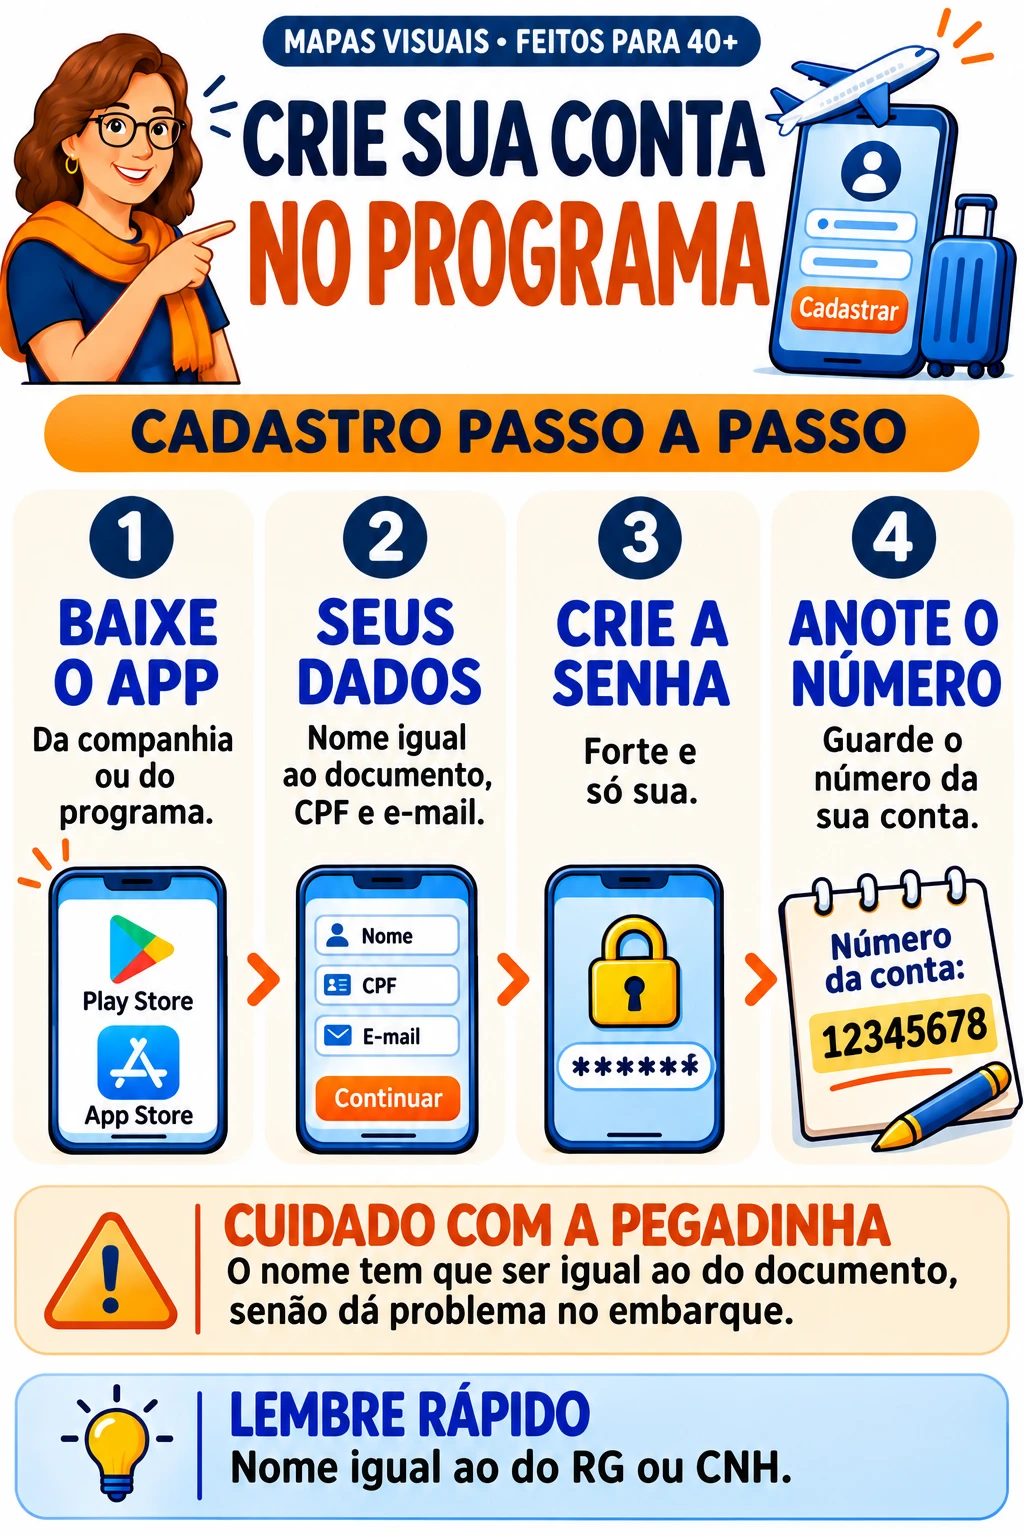 MAPAS VISUAIS • FEITOS PARA 40+
CRIE SUA CONTA
NO PROGRAMA
Cadastrar
CADASTRO PASSO A PASSO
1
BAIXE
O APP
Da companhia
ou do
programa.
Play Store
App Store
2
SEUS
DADOS
Nome igual
ao documento,
CPF e e-mail.
Nome
CPF
E-mail
Continuar
3
CRIE A
SENHA
Forte e
só sua.
******
4
ANOTE O
NÚMERO
Guarde o
número da
sua conta.
Número
da conta:
12345678
CUIDADO COM A PEGADINHA
O nome tem que ser igual ao do documento,
senão dá problema no embarque.
LEMBRE RÁPIDO
Nome igual ao do RG ou CNH.